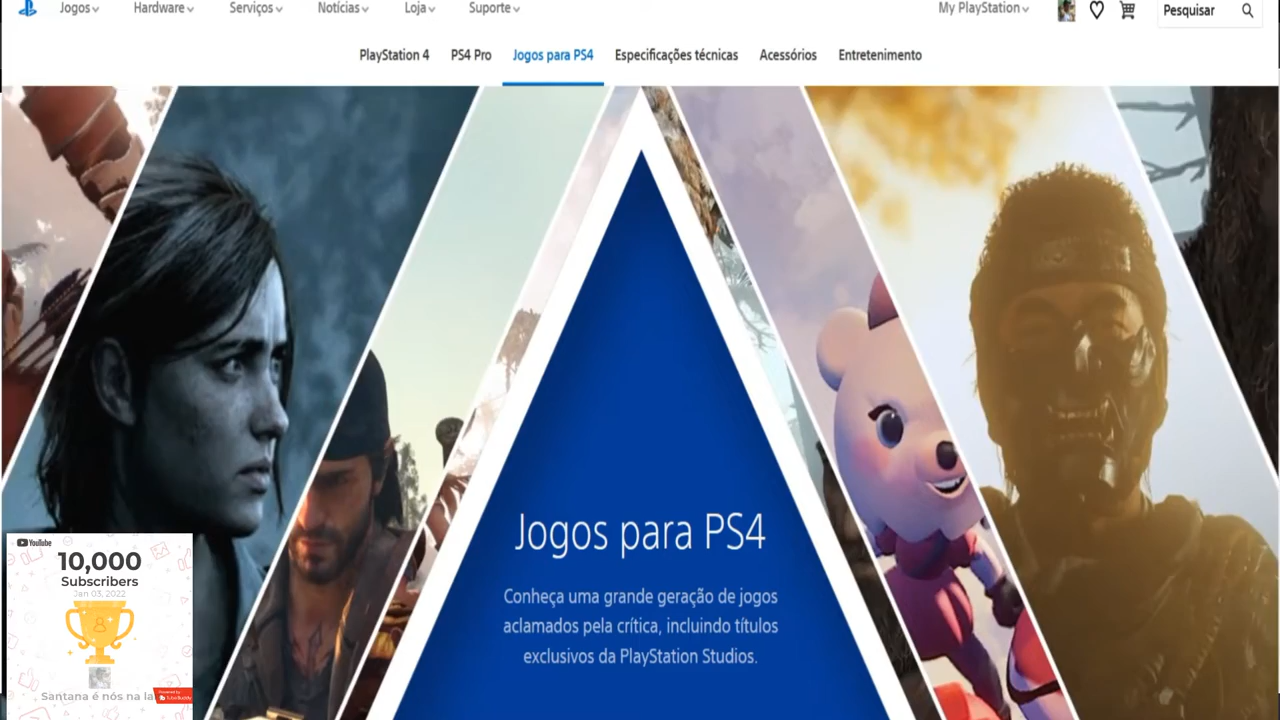 Jogos
Hardware
Serviços
Notícias
Loja
Suporte
My PlayStation
Pesquisar
PlayStation 4
PS4 Pro
Jogos para PS4
Especificações técnicas
Acessórios
Entretenimento
Jogos para PS4
Conheça uma grande geração de jogos
aclamados pela crítica, incluindo títulos
exclusivos da PlayStation Studios.
YouTube
10,000
Subscribers
Jan 03, 2022
Santana é nós na la
Powered by